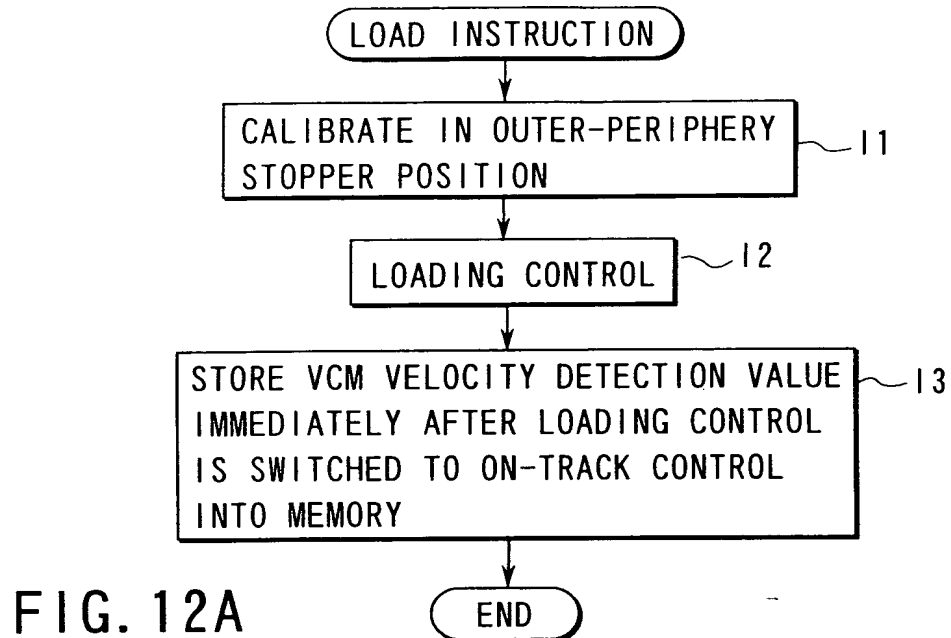 LOAD INSTRUCTION
CALIBRATE IN OUTER-PERIPHERY
STOPPER POSITION
11
LOADING CONTROL
12
STORE VCM VELOCITY DETECTION VALUE
IMMEDIATELY AFTER LOADING CONTROL
IS SWITCHED TO ON-TRACK CONTROL
INTO MEMORY
13
END
FIG. 12A